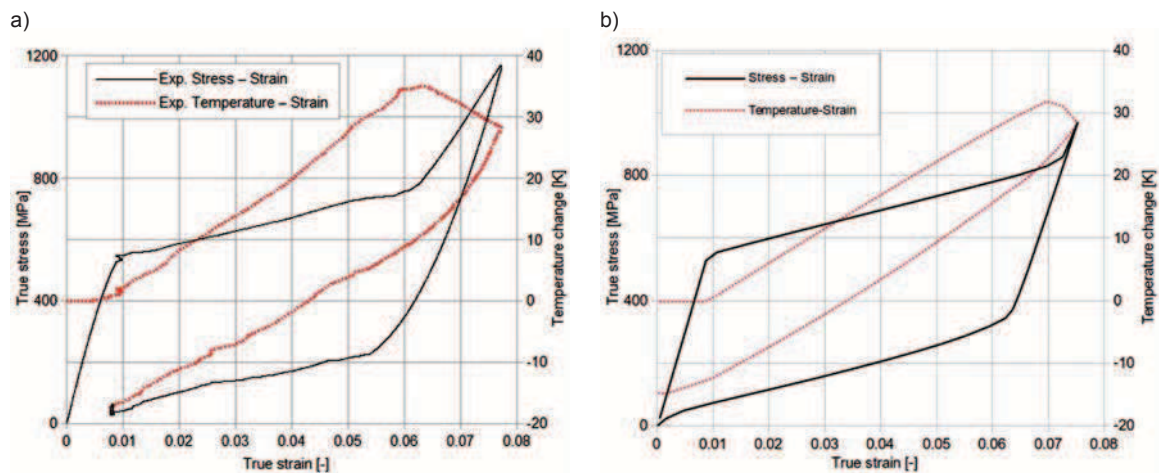 a)
1200
800
400
0
True stress [MPa]
Exp. Stress – Strain
Exp. Temperature – Strain
40
30
20
10
0
-10
-20
Temperature change [K]
0 0.01 0.02 0.03 0.04 0.05 0.06 0.07 0.08
True strain [-]
b)
1200
800
400
0
True stress [MPa]
Stress – Strain
Temperature-Strain
40
30
20
10
0
-10
-20
Temperature change [K]
0 0.01 0.02 0.03 0.04 0.05 0.06 0.07 0.08
True strain [-]